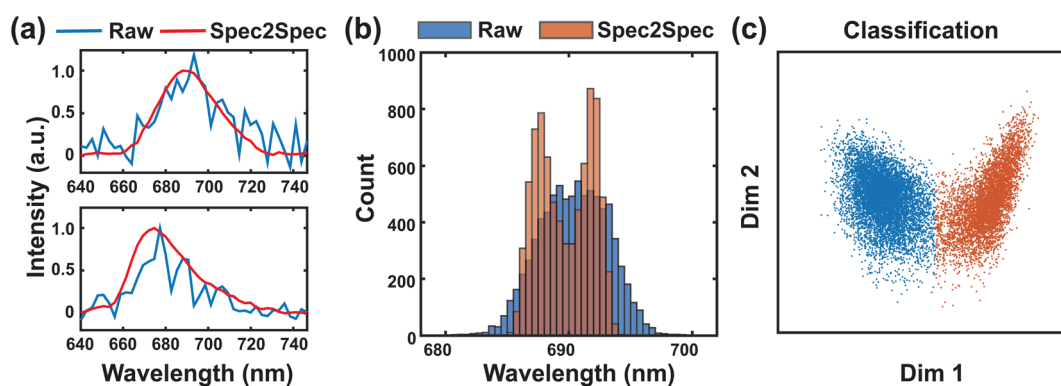 (a) Raw Spec2Spec
1.0
0.5
0
640 660 680 700 720 740
1.0
0.5
0
640 660 680 700 720 740
Intensity (a.u.)
Wavelength (nm)
(b) Raw Spec2Spec
1000
800
600
400
200
0
680 690 700
Count
Wavelength (nm)
(c) Classification
Dim 2
Dim 1